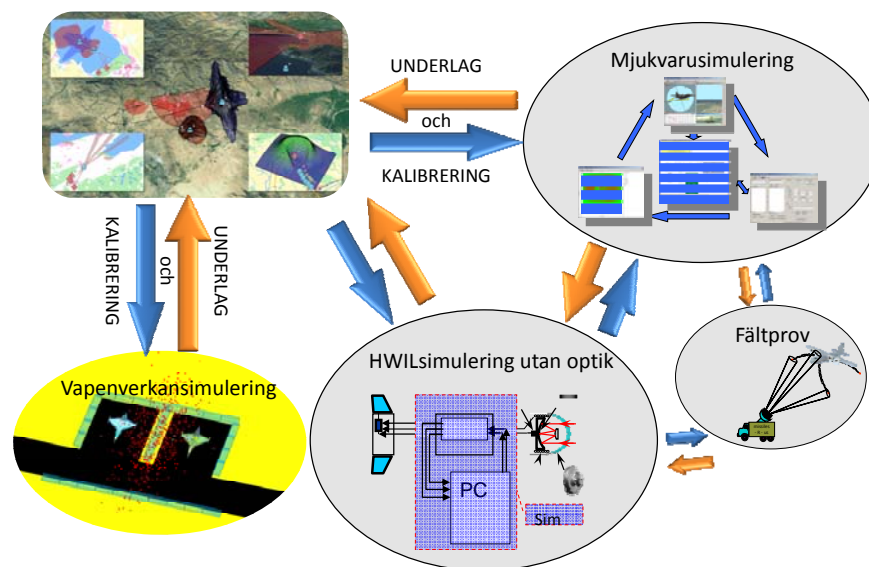 UNDERLAG
och
KALIBRERING
Mjukvarusimulering
KALIBRERING
och
UNDERLAG
Vapenverkansimulering
HWILsimulering utan optik
PC
Sim
Fältprov